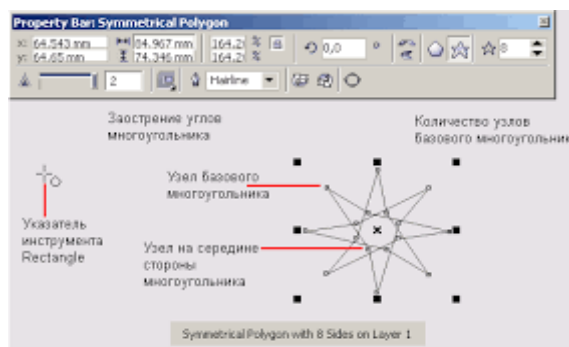 Property Bar: Symmetrical Polygon
x: 64.543 mm 84.967 mm 164.2 % 0,0 ° 8
y: 64.65 mm 74.346 mm 164.2 %
2 Hairline
Заострение углов
многоугольника
Количество узлов
базового многоугольник
Узел базового
многоугольника
Указатель
инструмента
Rectangle
Узел на середине
стороны
многоугольника
Symmetrical Polygon with 8 Sides on Layer 1